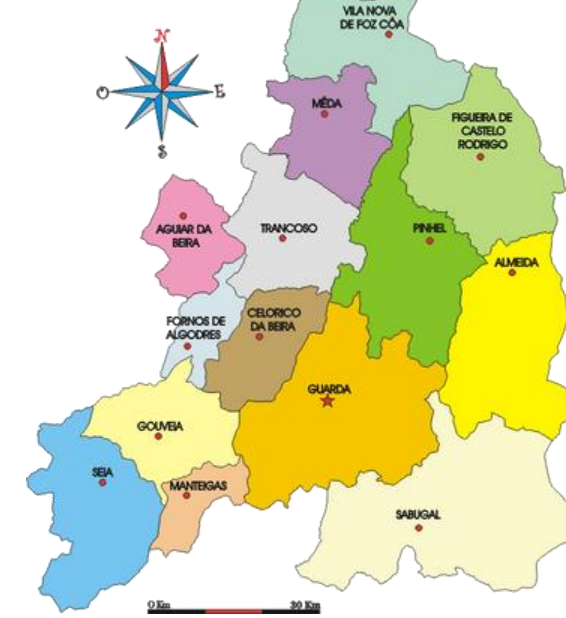 VILA NOVA
DE FOZ CÔA
N
O
E
S
MÊDA
FIGUEIRA DE
CASTELO
RODRIGO
AGUIAR DA
BEIRA
TRANCOSO
PINHEL
ALMEIDA
FORNOS DE
ALGODRES
CELORICO
DA BEIRA
GUARDA
GOUVEIA
SEIA
MANTEIGAS
SABUGAL
0 Km
30 Km